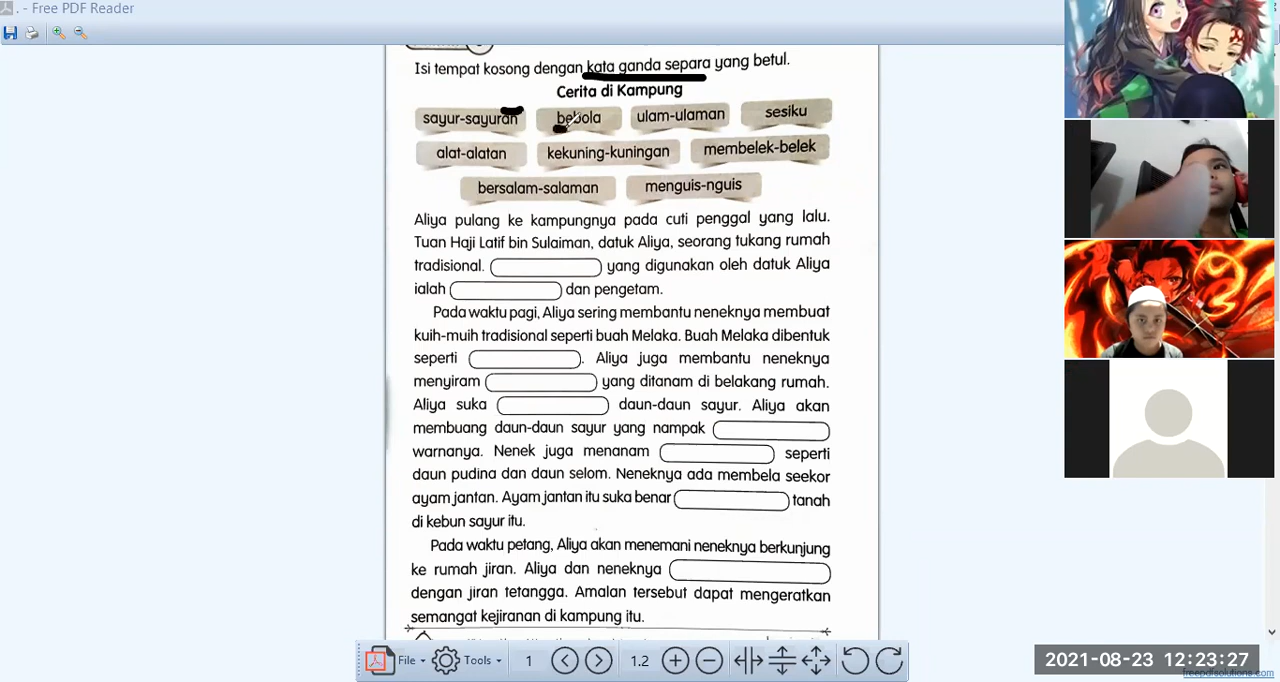 . - Free PDF Reader
Isi tempat kosong dengan kata ganda separa yang betul.
Cerita di Kampung
sayur-sayuran bebola ulam-ulaman sesiku
alat-alatan kekuning-kuningan membelek-belek
bersalam-salaman menguis-nguis
Aliya pulang ke kampungnya pada cuti penggal yang lalu.
Tuan Haji Latif bin Sulaiman, datuk Aliya, seorang tukang rumah
tradisional. yang digunakan oleh datuk Aliya
ialah dan pengetam.
Pada waktu pagi, Aliya sering membantu neneknya membuat
kuih-muih tradisional seperti buah Melaka. Buah Melaka dibentuk
seperti . Aliya juga membantu neneknya
menyiram yang ditanam di belakang rumah.
Aliya suka daun-daun sayur. Aliya akan
membuang daun-daun sayur yang nampak
warnanya. Nenek juga menanam seperti
daun pudina dan daun selom. Neneknya ada membela seekor
ayam jantan. Ayam jantan itu suka benar tanah
di kebun sayur itu.
Pada waktu petang, Aliya akan menemani neneknya berkunjung
ke rumah jiran. Aliya dan neneknya
dengan jiran tetangga. Amalan tersebut dapat mengeratkan
semangat kejiranan di kampung itu.
File Tools 1 1.2
2021-08-23 12:23:27
freepdfsolutions.com